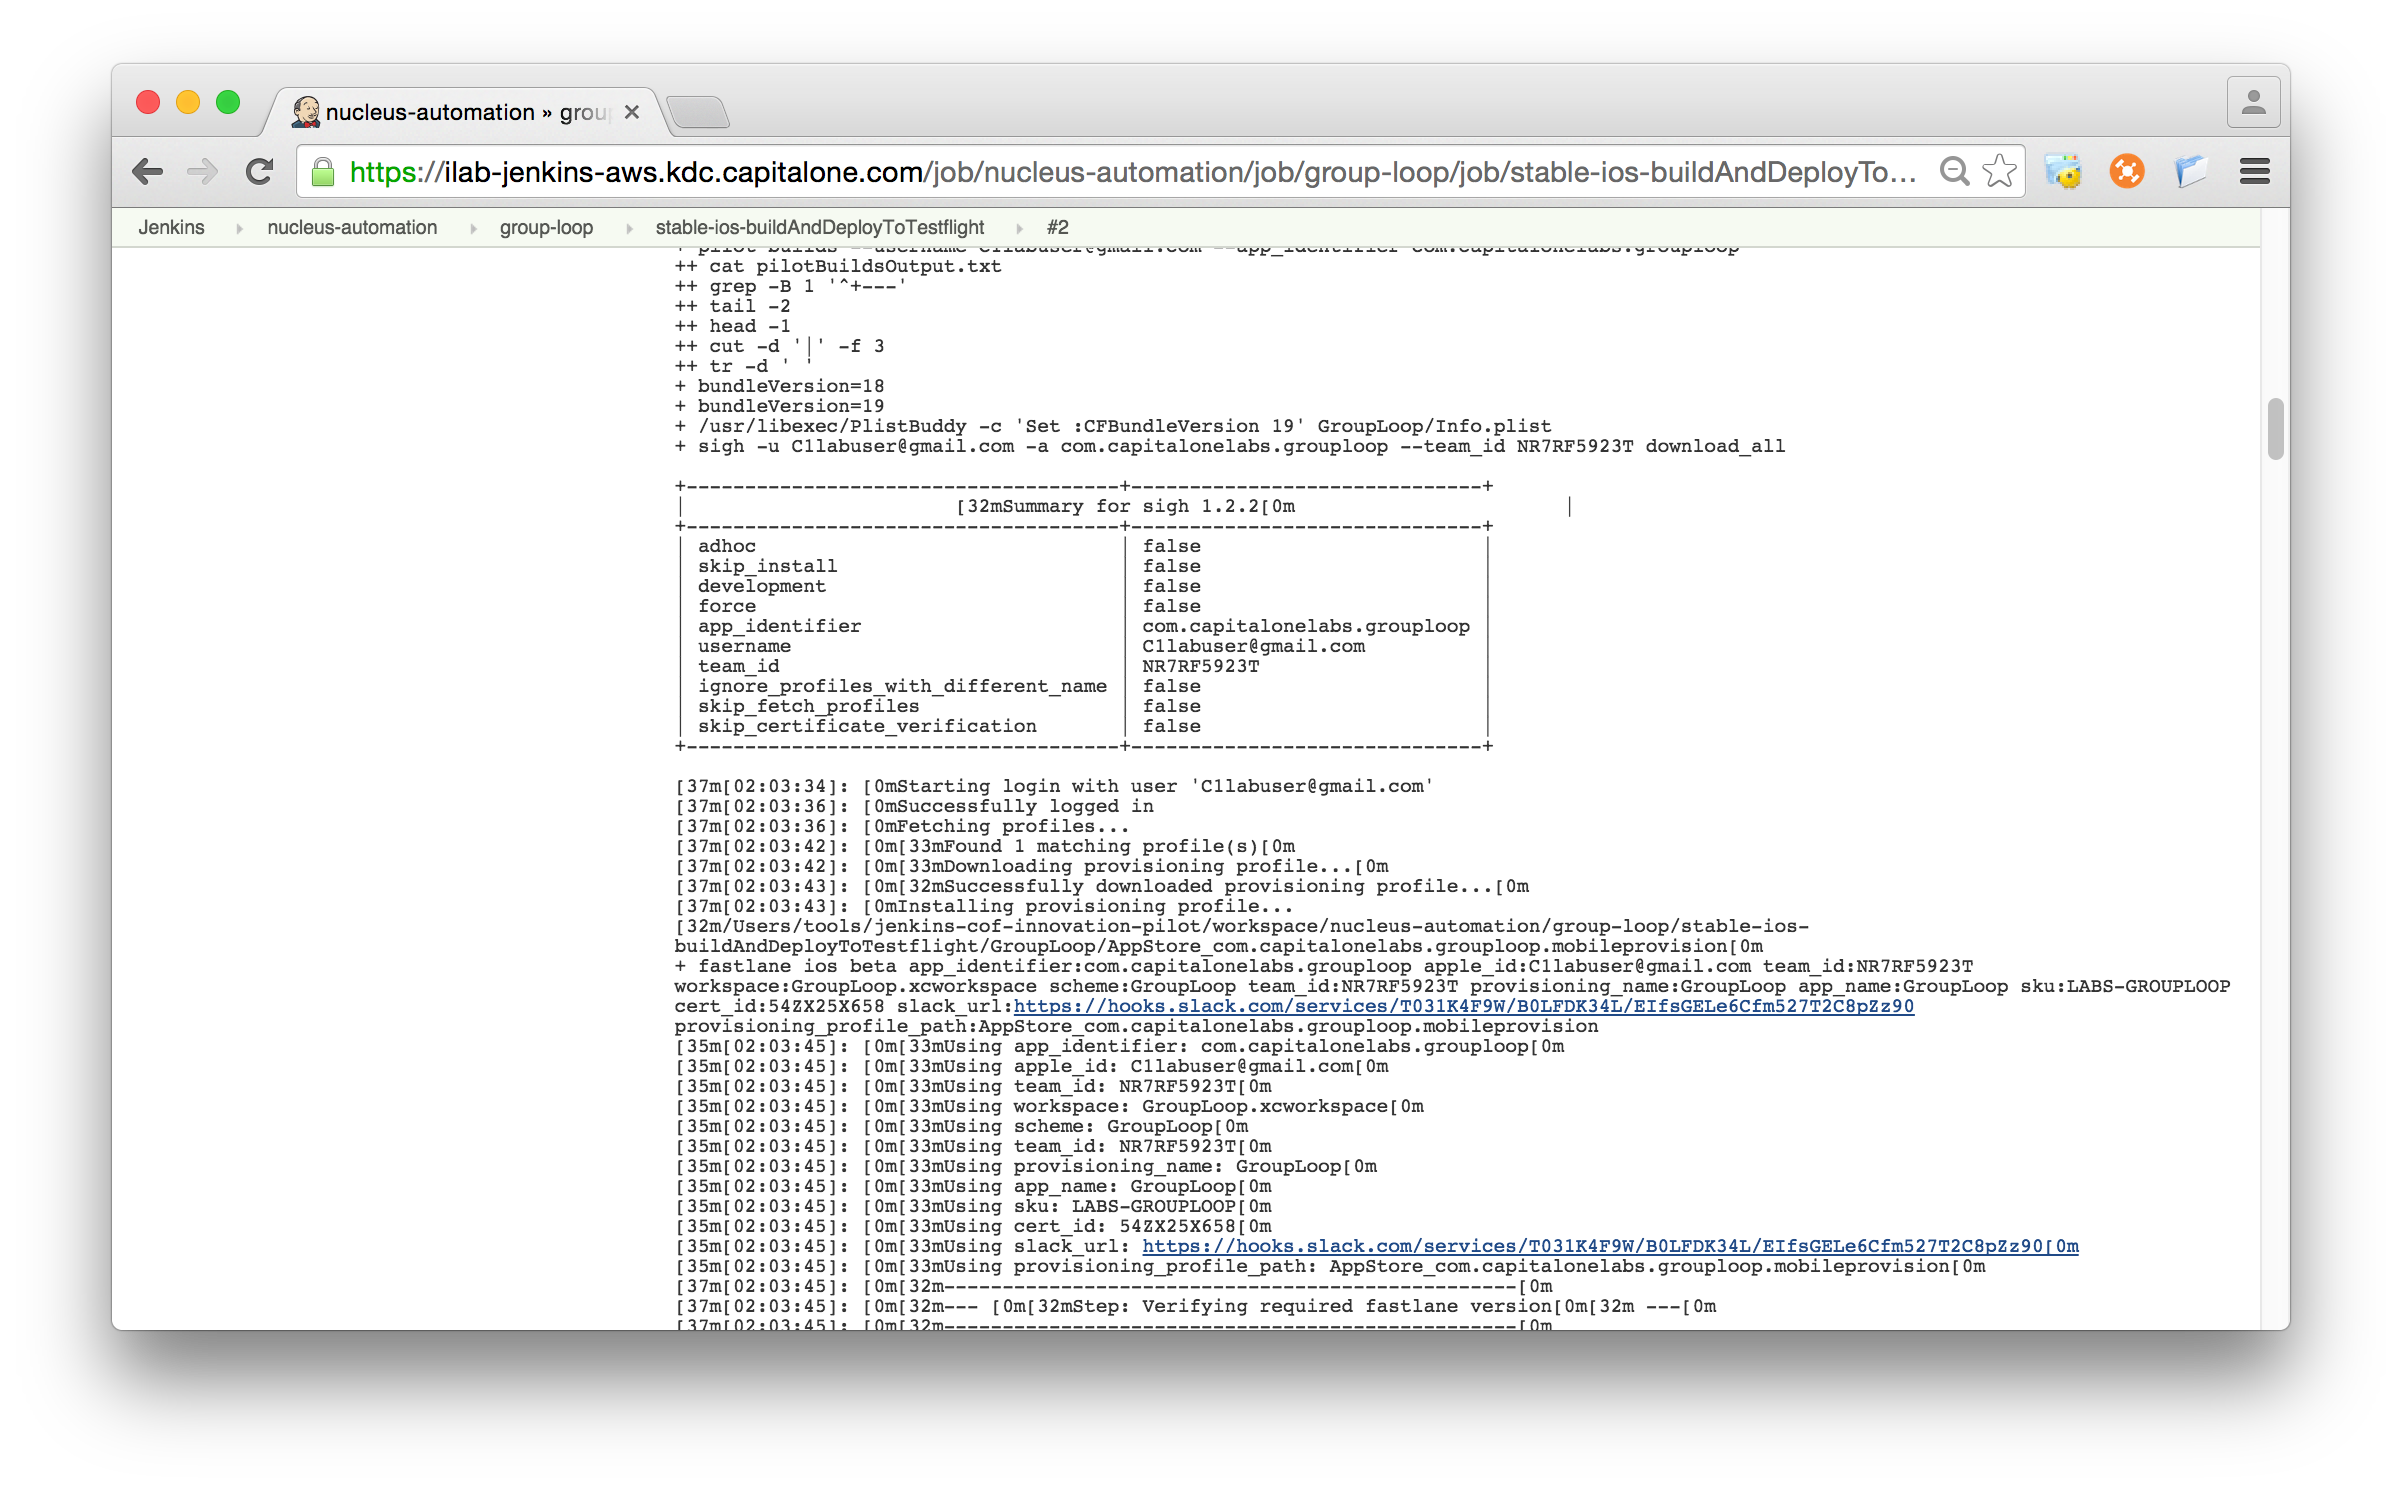 nucleus-automation » grou
https://ilab-jenkins-aws.kdc.capitalone.com/job/nucleus-automation/job/group-loop/job/stable-ios-buildAndDeployTo...
Jenkins nucleus-automation group-loop stable-ios-buildAndDeployToTestflight #2
+ pilot builds --username C1labuser@gmail.com --app_identifier com.capitalonelabs.grouploop
++ cat pilotBuildsOutput.txt
++ grep -B 1 '^+---'
++ tail -2
++ head -1
++ cut -d '|' -f 3
++ tr -d ' '
+ bundleVersion=18
+ bundleVersion=19
+ /usr/libexec/PlistBuddy -c 'Set :CFBundleVersion 19' GroupLoop/Info.plist
+ sigh -u C1labuser@gmail.com -a com.capitalonelabs.grouploop --team_id NR7RF5923T download_all
+-------------------------------------+------------------------------+
| [32mSummary for sigh 1.2.2[0m |
+-------------------------------------+------------------------------+
| adhoc | false |
| skip_install | false |
| development | false |
| force | false |
| app_identifier | com.capitalonelabs.grouploop |
| username | C1labuser@gmail.com |
| team_id | NR7RF5923T |
| ignore_profiles_with_different_name | false |
| skip_fetch_profiles | false |
| skip_certificate_verification | false |
+-------------------------------------+------------------------------+
[37m[02:03:34]: [0mStarting login with user 'C1labuser@gmail.com'
[37m[02:03:36]: [0mSuccessfully logged in
[37m[02:03:36]: [0mFetching profiles...
[37m[02:03:42]: [0m[33mFound 1 matching profile(s)[0m
[37m[02:03:42]: [0m[33mDownloading provisioning profile...[0m
[37m[02:03:43]: [0m[32mSuccessfully downloaded provisioning profile...[0m
[37m[02:03:43]: [0mInstalling provisioning profile...
[32m/Users/tools/jenkins-cof-innovation-pilot/workspace/nucleus-automation/group-loop/stable-ios-
buildAndDeployToTestflight/GroupLoop/AppStore_com.capitalonelabs.grouploop.mobileprovision[0m
+ fastlane ios beta app_identifier:com.capitalonelabs.grouploop apple_id:C1labuser@gmail.com team_id:NR7RF5923T
workspace:GroupLoop.xcworkspace scheme:GroupLoop team_id:NR7RF5923T provisioning_name:GroupLoop app_name:GroupLoop sku:LABS-GROUPLOOP
cert_id:54ZX25X658 slack_url:https://hooks.slack.com/services/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
provisioning_profile_path:AppStore_com.capitalonelabs.grouploop.mobileprovision
[35m[02:03:45]: [0m[33mUsing app_identifier: com.capitalonelabs.grouploop[0m
[35m[02:03:45]: [0m[33mUsing apple_id: C1labuser@gmail.com[0m
[35m[02:03:45]: [0m[33mUsing team_id: NR7RF5923T[0m
[35m[02:03:45]: [0m[33mUsing workspace: GroupLoop.xcworkspace[0m
[35m[02:03:45]: [0m[33mUsing scheme: GroupLoop[0m
[35m[02:03:45]: [0m[33mUsing team_id: NR7RF5923T[0m
[35m[02:03:45]: [0m[33mUsing provisioning_name: GroupLoop[0m
[35m[02:03:45]: [0m[33mUsing app_name: GroupLoop[0m
[35m[02:03:45]: [0m[33mUsing sku: LABS-GROUPLOOP[0m
[35m[02:03:45]: [0m[33mUsing cert_id: 54ZX25X658[0m
[35m[02:03:45]: [0m[33mUsing slack_url: https://hooks.slack.com/services/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[0m
[35m[02:03:45]: [0m[33mUsing provisioning_profile_path: AppStore_com.capitalonelabs.grouploop.mobileprovision[0m
[37m[02:03:45]: [0m[32m-------------------------------------------------[0m
[37m[02:03:45]: [0m[32m--- [0m[32mStep: Verifying required fastlane version[0m[32m ---[0m
[37m[02:03:45]: [0m[32m-------------------------------------------------[0m